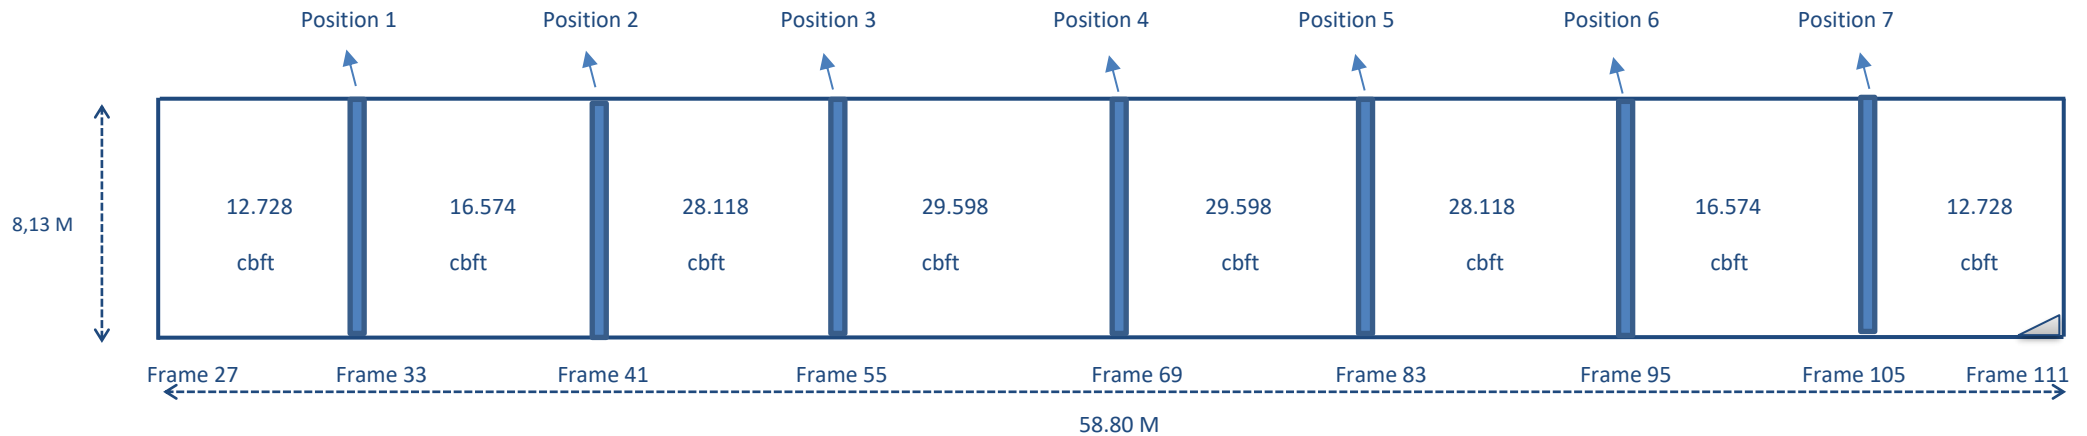 Position 1
Position 2
Position 3
Position 4
Position 5
Position 6
Position 7
8,13 M
12.728
cbft
16.574
cbft
28.118
cbft
29.598
cbft
29.598
cbft
28.118
cbft
16.574
cbft
12.728
cbft
Frame 27
Frame 33
Frame 41
Frame 55
Frame 69
Frame 83
Frame 95
Frame 105
Frame 111
58.80 M